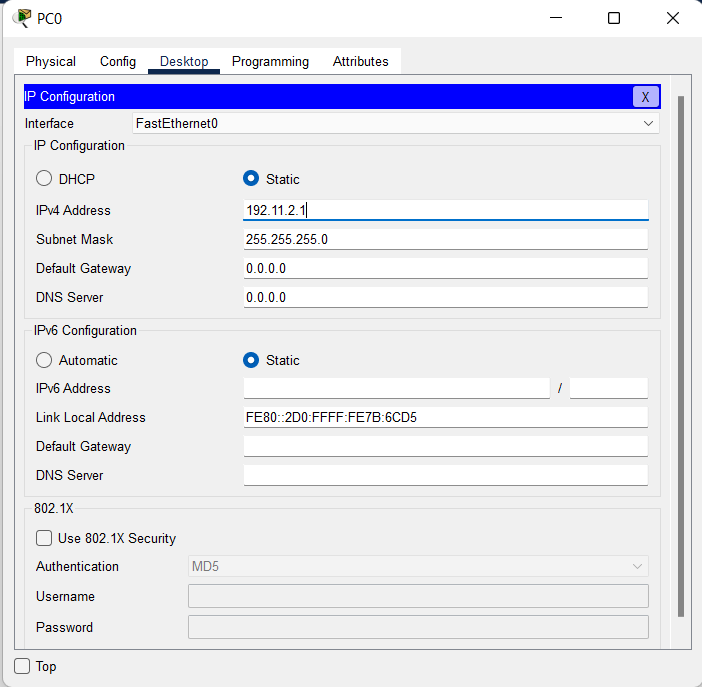 PC0
Physical Config Desktop Programming Attributes
IP Configuration X
Interface FastEthernet0
IP Configuration
DHCP Static
IPv4 Address 192.11.2.1
Subnet Mask 255.255.255.0
Default Gateway 0.0.0.0
DNS Server 0.0.0.0
IPv6 Configuration
Automatic Static
IPv6 Address /
Link Local Address FE80::2D0:FFFF:FE7B:6CD5
Default Gateway
DNS Server
802.1X
Use 802.1X Security
Authentication MD5
Username
Password
Top